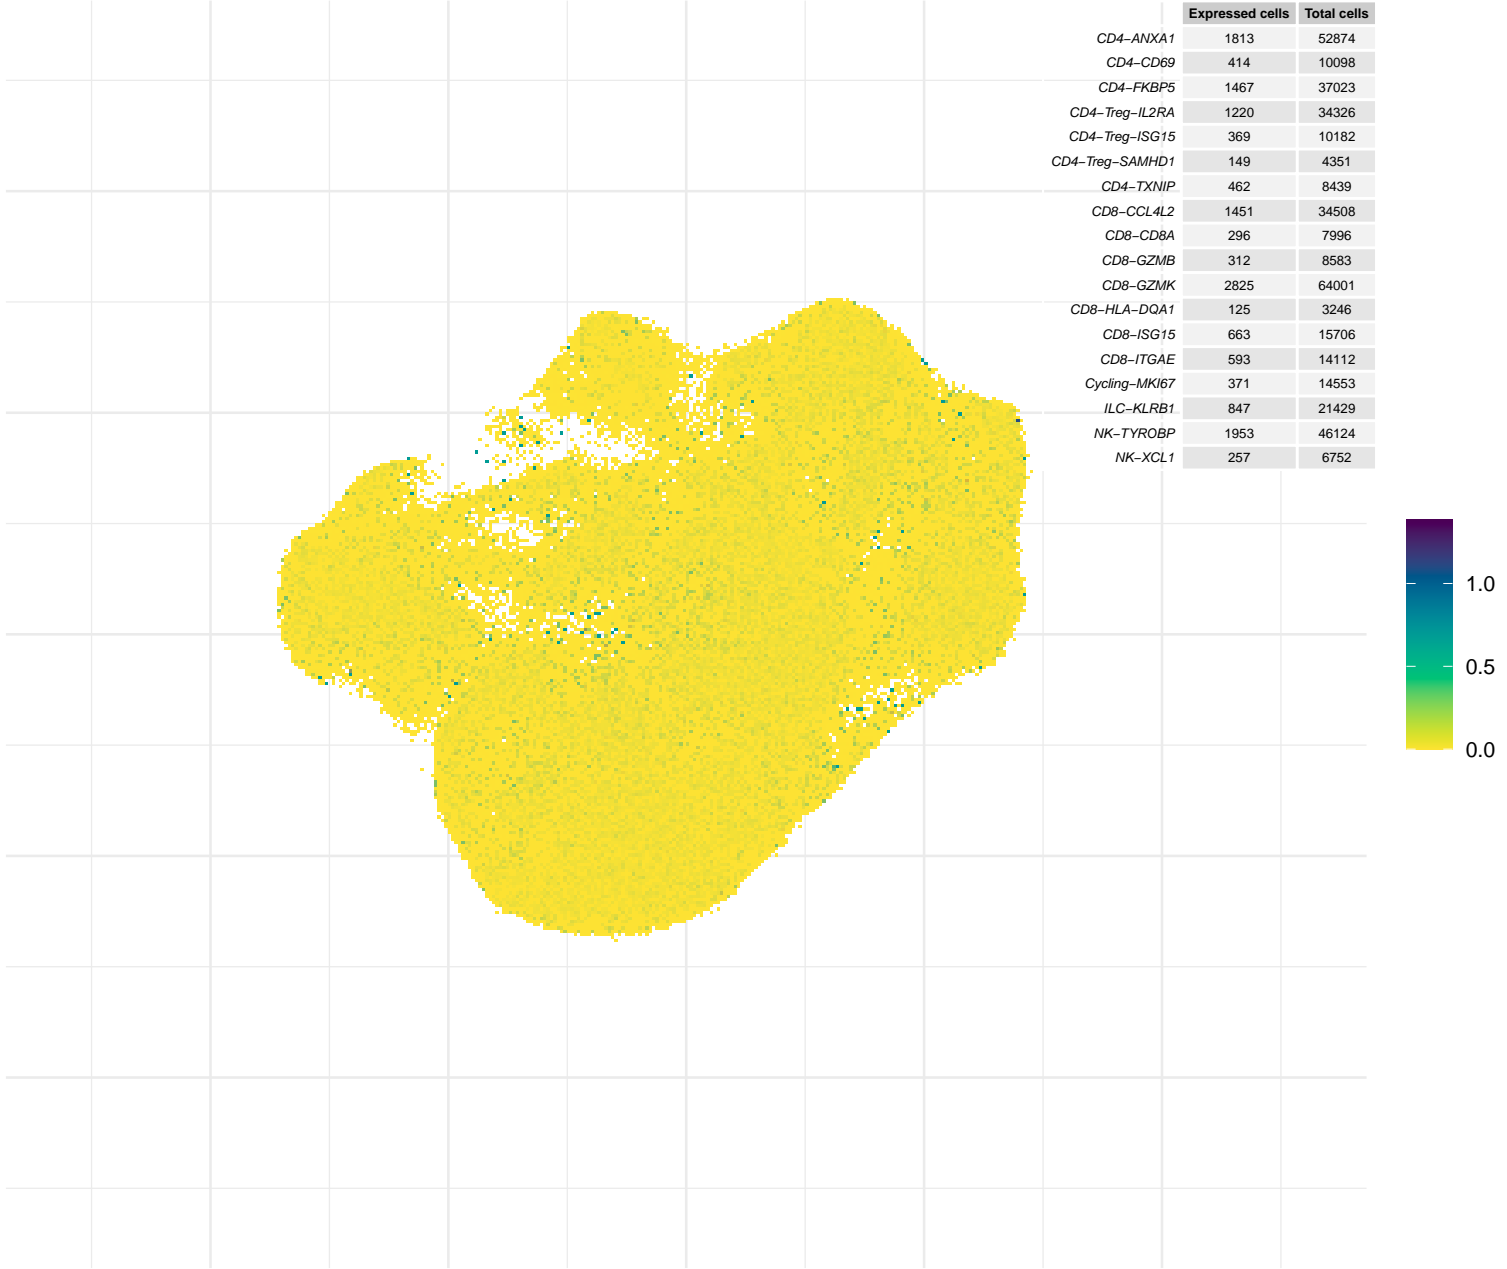 Expressed cells Total cells
CD4−ANXA1 1813 52874
CD4−CD69 414 10098
CD4−FKBP5 1467 37023
CD4−Treg−IL2RA 1220 34326
CD4−Treg−ISG15 369 10182
CD4−Treg−SAMHD1 149 4351
CD4−TXNIP 462 8439
CD8−CCL4L2 1451 34508
CD8−CD8A 296 7996
CD8−GZMB 312 8583
CD8−GZMK 2825 64001
CD8−HLA−DQA1 125 3246
CD8−ISG15 663 15706
CD8−ITGAE 593 14112
Cycling−MKI67 371 14553
ILC−KLRB1 847 21429
NK−TYROBP 1953 46124
NK−XCL1 257 6752
1.0
0.5
0.0